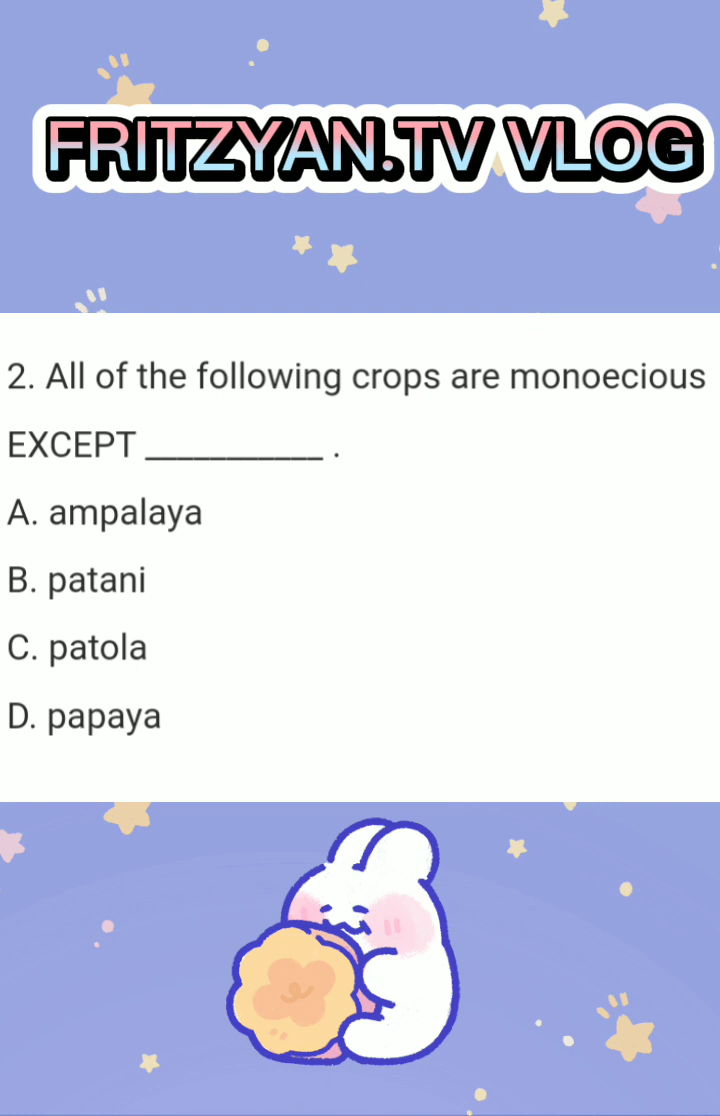 FRITZYAN.TV VLOG
2. All of the following crops are monoecious
EXCEPT __________ .
A. ampalaya
B. patani
C. patola
D. papaya